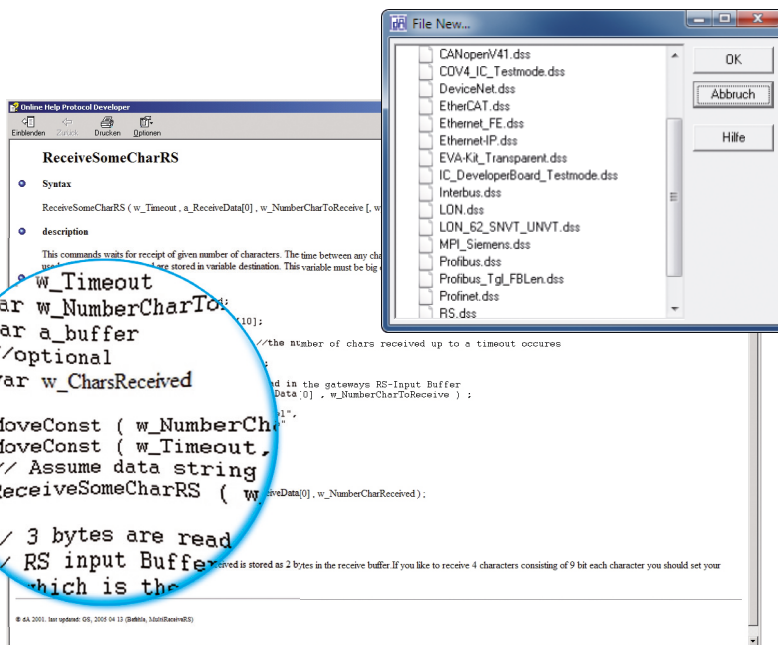 File New...
CANopenV41.dss
COV4_IC_Testmode.dss
DeviceNet.dss
EtherCAT.dss
Ethernet_FE.dss
Ethernet-IP.dss
EVA-Kit_Transparent.dss
IC_DeveloperBoard_Testmode.dss
Interbus.dss
LON.dss
LON_62_SNVT_UNVT.dss
MPI_Siemens.dss
Profibus.dss
Profibus_Tgl_FBLen.dss
Profinet.dss
RS.dss
OK
Abbruch
Hilfe
Online Help Protocol Developer
Einblenden Zurück Drucken Optionen
ReceiveSomeCharRS
Syntax
ReceiveSomeCharRS ( w_Timeout , a_ReceiveData[0] , w_NumberCharToReceive [, w
description
This commands waits for receipt of given number of characters. The time between any cha
are stored in variable destination. This variable must be big
w_Timeout
ar w_NumberCharTo
[10];
ar a_buffer
//the number of chars received up to a timeout occures
/optional
var w_CharsReceived
in the gateways RS-Input Buffer
Data[0] , w_NumberCharToReceive ) ;
MoveConst ( w_NumberCh
MoveConst ( w_Timeout,
// Assume data string
ReceiveSomeCharRS ( w
eiveData[0] , w_NumberCharReceived ) ;
/ 3 bytes are read
/ RS input Buffe
eived is stored as 2 bytes in the receive buffer.If you like to receive 4 characters consisting of 9 bit each character you should set your
which is the
© dA 2001. last updated: GS, 2005 04 13 (Befehle, MultiReceiveRS)